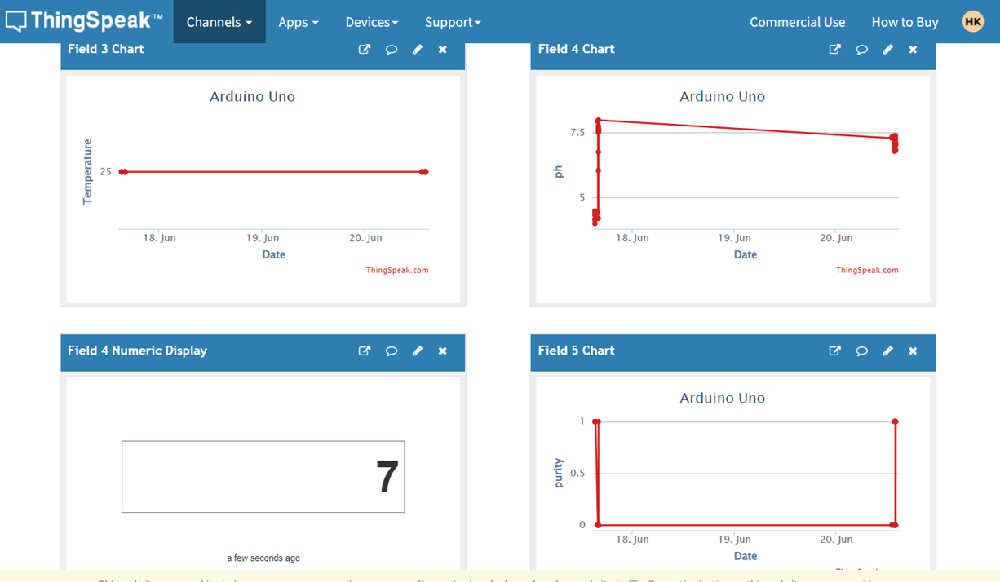 ThingSpeak™ Channels Apps Devices Support Commercial Use How to Buy HK
Field 3 Chart
Arduino Uno
Temperature
25
18. Jun 19. Jun 20. Jun
Date
ThingSpeak.com
Field 4 Chart
Arduino Uno
ph
7.5
5
18. Jun 19. Jun 20. Jun
Date
ThingSpeak.com
Field 4 Numeric Display
7
a few seconds ago
Field 5 Chart
Arduino Uno
purity
1
0.5
0
18. Jun 19. Jun 20. Jun
Date